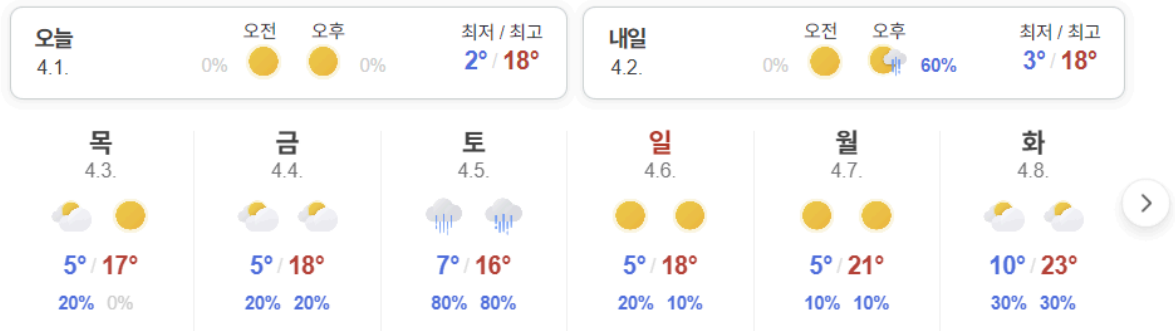 오늘
4.1.
오전 오후
0% 0%
최저 / 최고
2° / 18°
내일
4.2.
오전 오후
0% 60%
최저 / 최고
3° / 18°
목
4.3.
5° / 17°
20% 0%
금
4.4.
5° / 18°
20% 20%
토
4.5.
7° / 16°
80% 80%
일
4.6.
5° / 18°
20% 10%
월
4.7.
5° / 21°
10% 10%
화
4.8.
10° / 23°
30% 30%